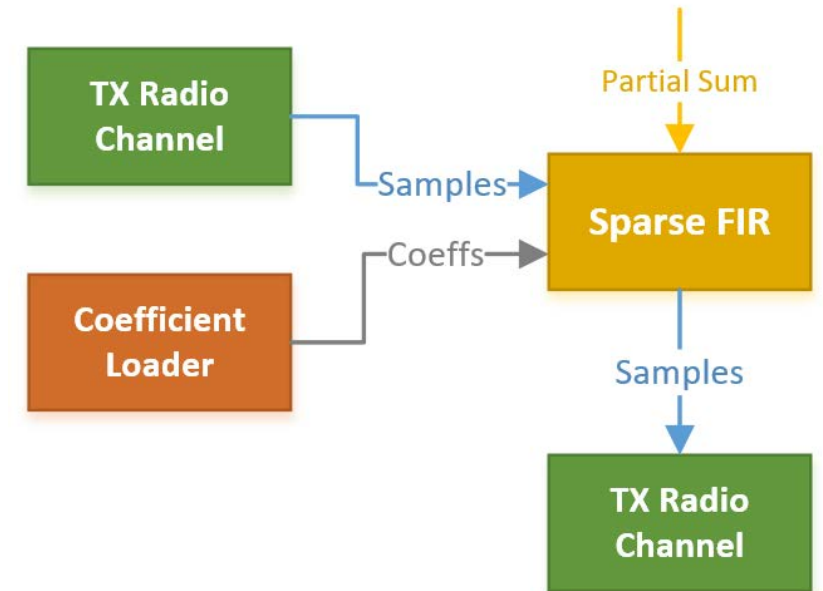 TX Radio
Channel
Partial Sum
Samples
Sparse FIR
Coeffs
Coefficient
Loader
Samples
TX Radio
Channel